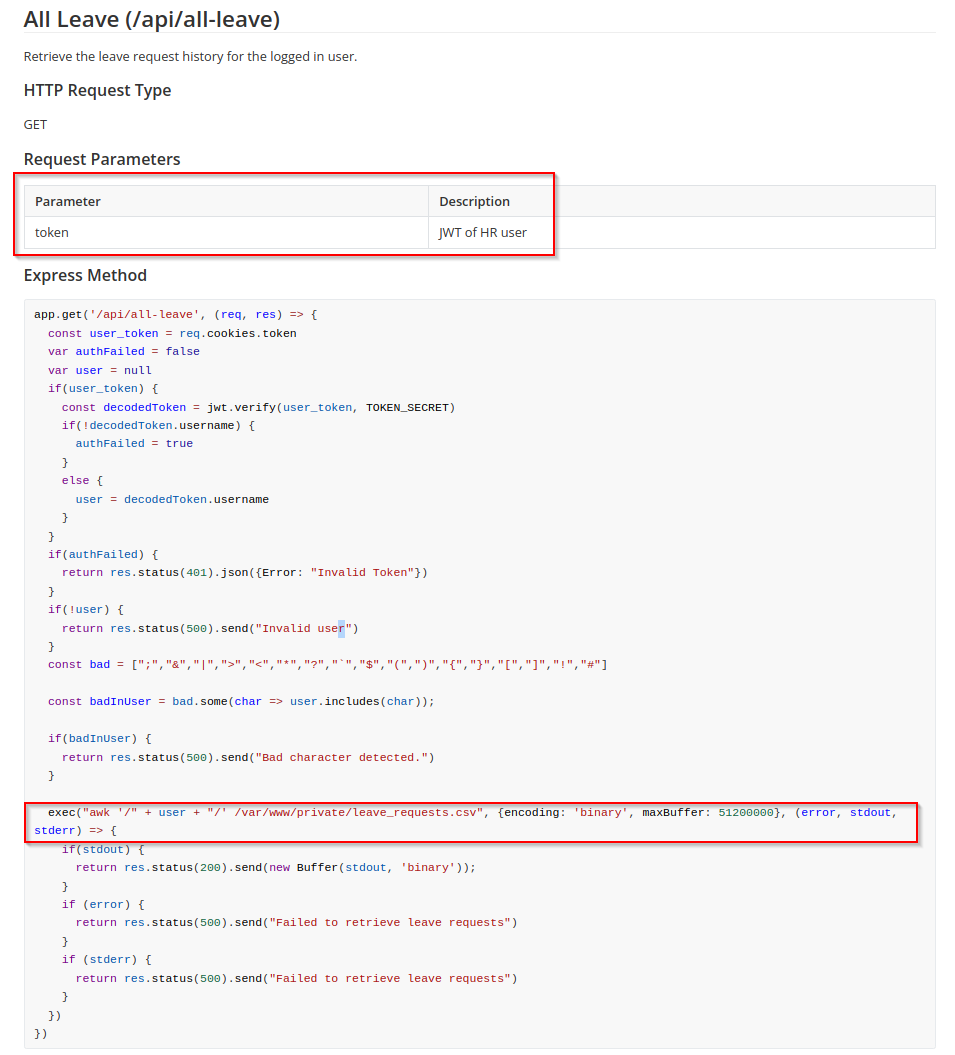 All Leave (/api/all-leave)
Retrieve the leave request history for the logged in user.
HTTP Request Type
GET
Request Parameters
Parameter Description
token JWT of HR user
Express Method
app.get('/api/all-leave', (req, res) => {
  const user_token = req.cookies.token
  var authFailed = false
  var user = null
  if(user_token) {
    const decodedToken = jwt.verify(user_token, TOKEN_SECRET)
    if(!decodedToken.username) {
      authFailed = true
    }
    else {
      user = decodedToken.username
    }
  }
  if(authFailed) {
    return res.status(401).json({Error: "Invalid Token"})
  }
  if(!user) {
    return res.status(500).send("Invalid user")
  }
  const bad = [";","&","|",">","<","*","?","`","$","(",")","{","}","[","]","!","#"]

  const badInUser = bad.some(char => user.includes(char));

  if(badInUser) {
    return res.status(500).send("Bad character detected.")
  }

  exec("awk '/" + user + "/' /var/www/private/leave_requests.csv", {encoding: 'binary', maxBuffer: 51200000}, (error, stdout,
stderr) => {
    if(stdout) {
      return res.status(200).send(new Buffer(stdout, 'binary'));
    }
    if (error) {
      return res.status(500).send("Failed to retrieve leave requests")
    }
    if (stderr) {
      return res.status(500).send("Failed to retrieve leave requests")
    }
  })
})